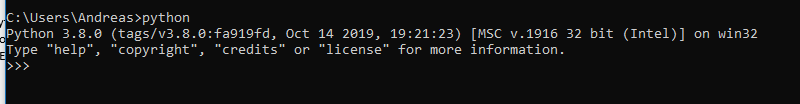 C:\Users\Andreas>python
Python 3.8.0 (tags/v3.8.0:fa919fd, Oct 14 2019, 19:21:23) [MSC v.1916 32 bit (Intel)] on win32
Type "help", "copyright", "credits" or "license" for more information.
>>>